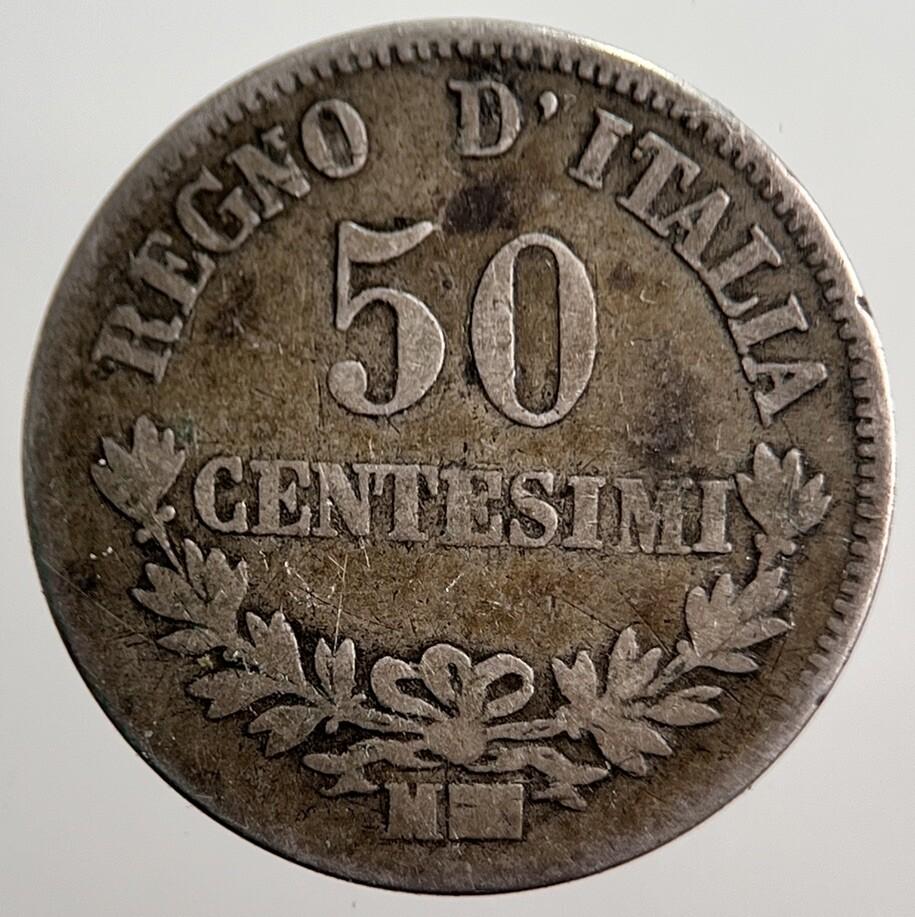 REGNO D'ITALIA
50
CENTESIMI
M